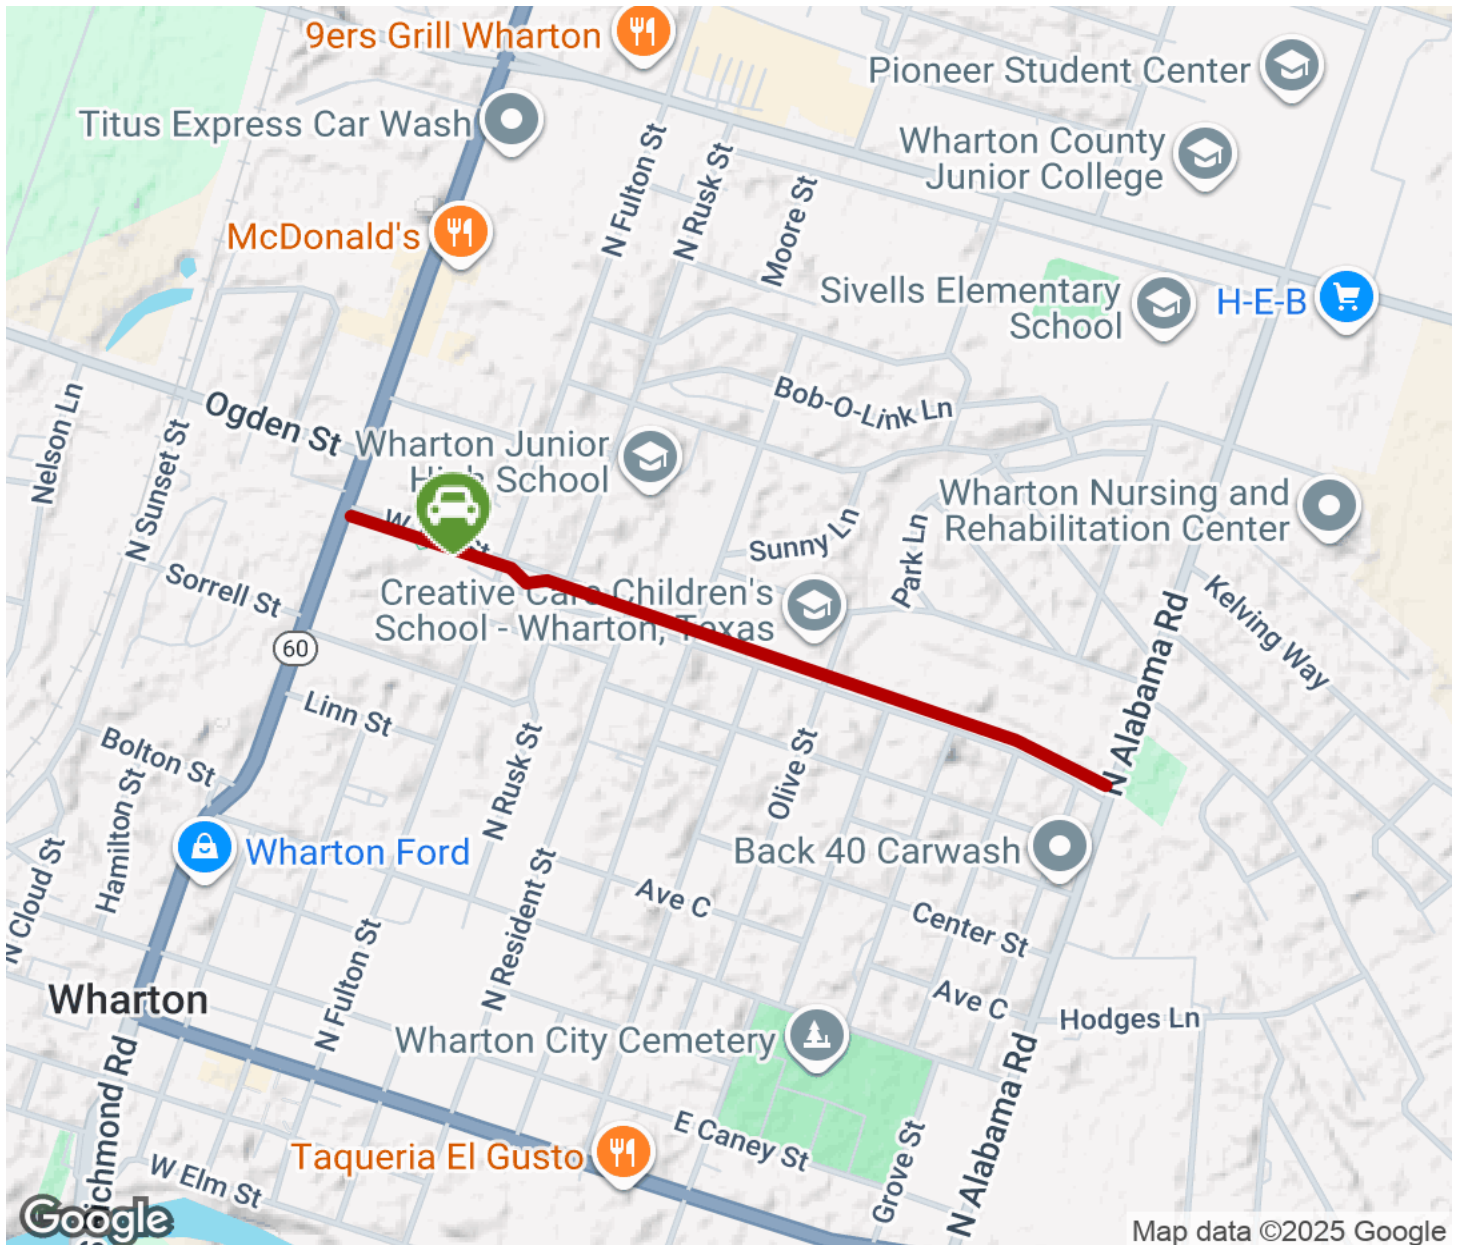 9ers Grill Wharton
Pioneer Student Center
Titus Express Car Wash
Wharton County
Junior College
N Fulton St
N Rusk St
Moore St
McDonald's
Sivells Elementary
School
H-E-B
Nelson Ln
Ogden St
N Sunset St
Bob-O-Link Ln
Wharton Junior
High School
Wharton Nursing and
Rehabilitation Center
W
Sunny Ln
Park Ln
Sorrell St
Creative Care Children's
School - Wharton, Texas
Kelving Way
60
N Alabama Rd
Linn St
Bolton St
Hamilton St
N Rusk St
Olive St
N Cloud St
Wharton Ford
Back 40 Carwash
Ave C
N Resident St
Center St
N Fulton St
Wharton
Ave C
Hodges Ln
Wharton City Cemetery
N Alabama Rd
Richmond Rd
E Caney St
Grove St
Taqueria El Gusto
W Elm St
Google
Map data ©2025 Google